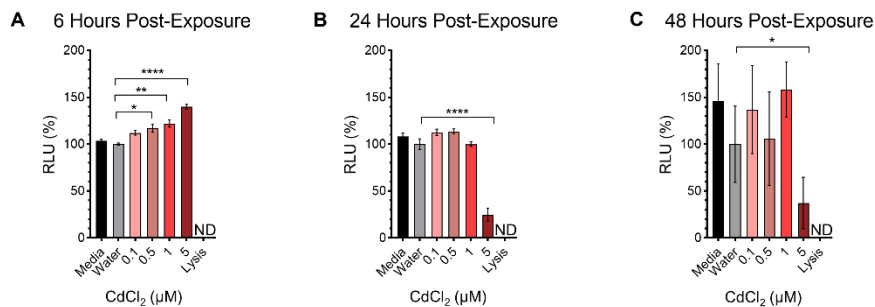 A 6 Hours Post-Exposure
RLU (%)
200
150
100
50
0
****
**
*
ND
Media
Water
0.1
0.5
1
5
Lysis
CdCl₂ (μM)
B 24 Hours Post-Exposure
RLU (%)
200
150
100
50
0
****
ND
Media
Water
0.1
0.5
1
5
Lysis
CdCl₂ (μM)
C 48 Hours Post-Exposure
RLU (%)
200
150
100
50
0
*
ND
Media
Water
0.1
0.5
1
5
Lysis
CdCl₂ (μM)